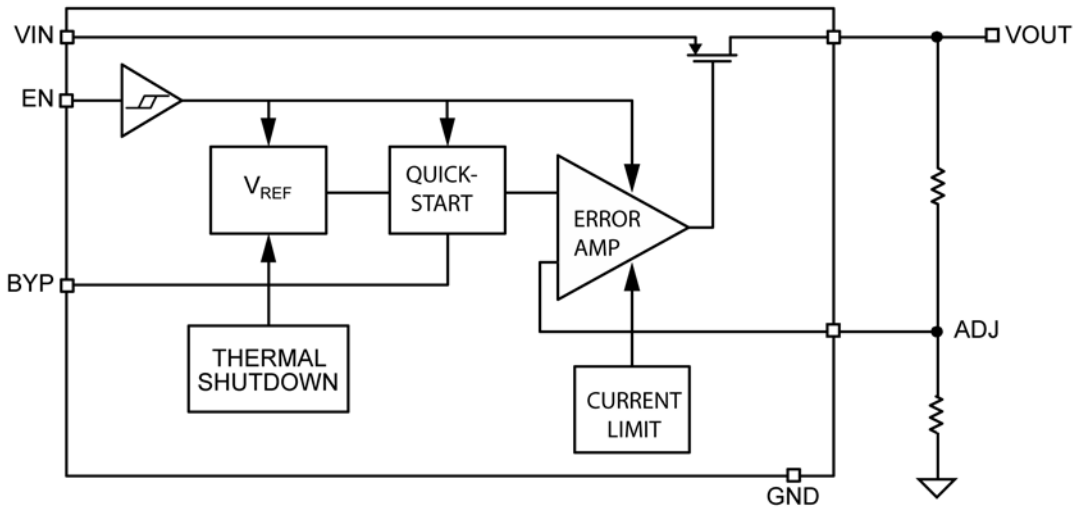 VIN
VOUT
EN
VREF
QUICK-
START
ERROR
AMP
BYP
ADJ
THERMAL
SHUTDOWN
CURRENT
LIMIT
GND